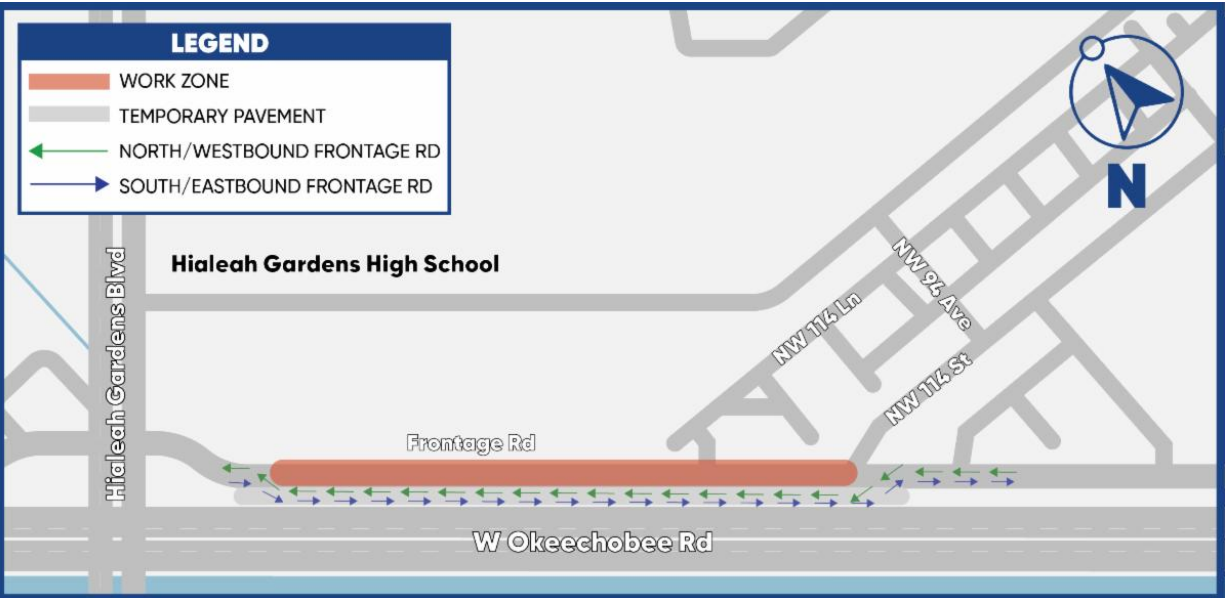 LEGEND
WORK ZONE
TEMPORARY PAVEMENT
NORTH/WESTBOUND FRONTAGE RD
SOUTH/EASTBOUND FRONTAGE RD
N
Hialeah Gardens Blvd
Hialeah Gardens High School
NW 94 Ave
NW 114 Ln
NW 114 St
Frontage Rd
W Okeechobee Rd